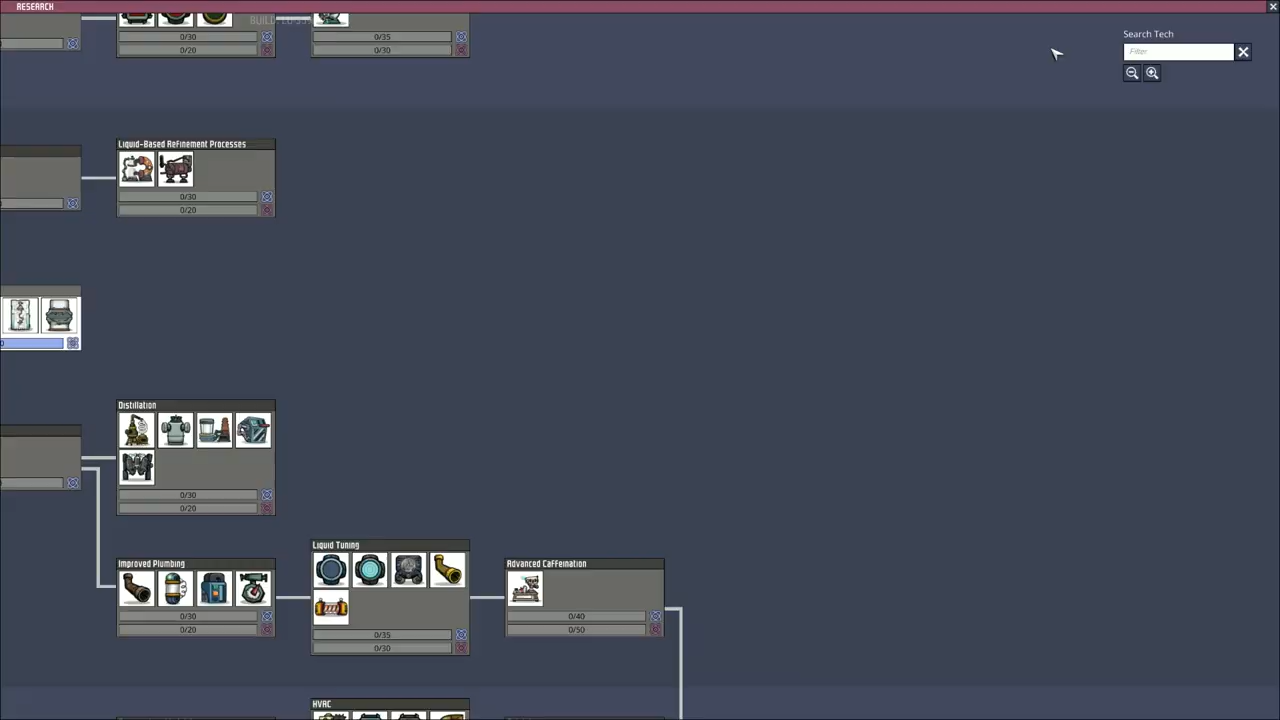 RESEARCH
Search Tech
Filter
0/30
0/20
0/35
0/30
Liquid-Based Refinement Processes
0/30
0/20
Distillation
0/30
0/20
Improved Plumbing
0/30
0/20
Liquid Tuning
0/35
0/30
Advanced Caffeination
0/40
0/50
HVAC